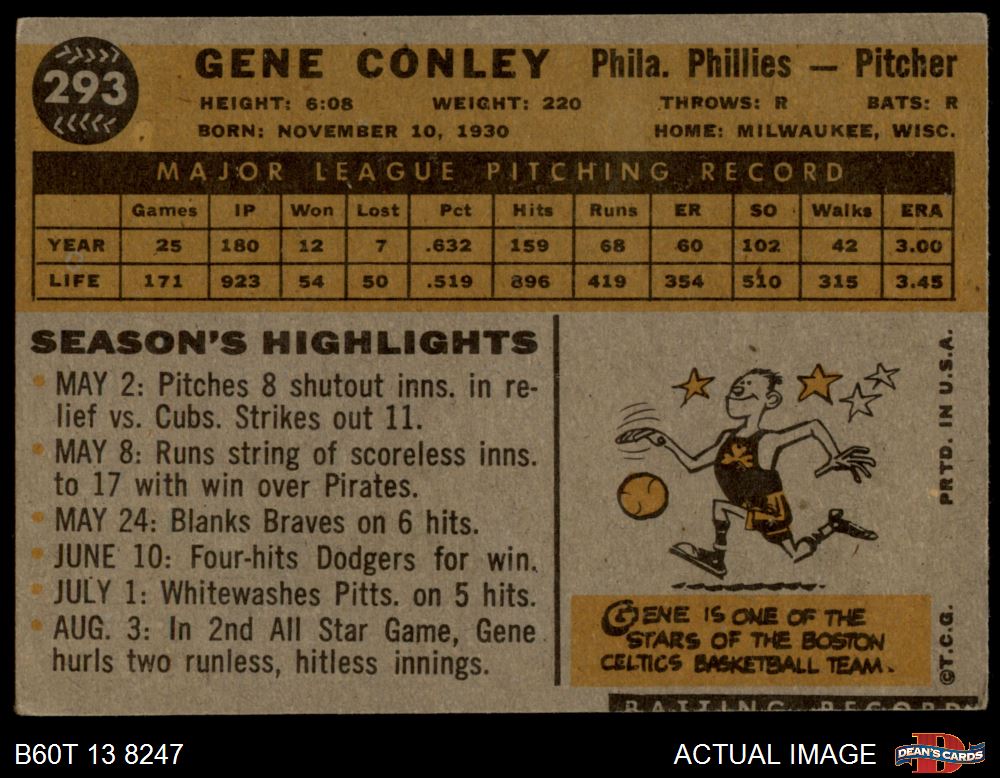 293
GENE CONLEY Phila. Phillies — Pitcher
HEIGHT: 6:08 WEIGHT: 220 THROWS: R BATS: R
BORN: NOVEMBER 10, 1930 HOME: MILWAUKEE, WISC.
MAJOR LEAGUE PITCHING RECORD
Games IP Won Lost Pct Hits Runs ER SO Walks ERA
YEAR 25 180 12 7 .632 159 68 60 102 42 3.00
LIFE 171 923 54 50 .519 896 419 354 510 315 3.45
SEASON'S HIGHLIGHTS
• MAY 2: Pitches 8 shutout inns. in re-
lief vs. Cubs. Strikes out 11.
• MAY 8: Runs string of scoreless inns.
to 17 with win over Pirates.
• MAY 24: Blanks Braves on 6 hits.
• JUNE 10: Four-hits Dodgers for win.
• JULY 1: Whitewashes Pitts. on 5 hits.
• AUG. 3: In 2nd All Star Game, Gene
hurls two runless, hitless innings.
GENE IS ONE OF THE
STARS OF THE BOSTON
CELTICS BASKETBALL TEAM.
©T.C.G. PRTD. IN U.S.A.
BATTING RECORD
B60T 13 8247 ACTUAL IMAGE DEAN'S CARDS